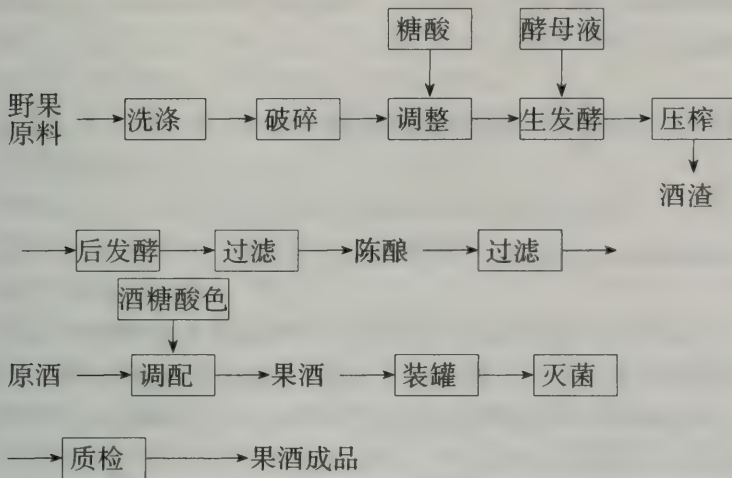 糖酸 酵母液
野果原料 洗涤 破碎 调整 生发酵 压榨
酒渣
后发酵 过滤 陈酿 过滤
酒糖酸色
原酒 调配 果酒 装罐 灭菌
质检 果酒成品